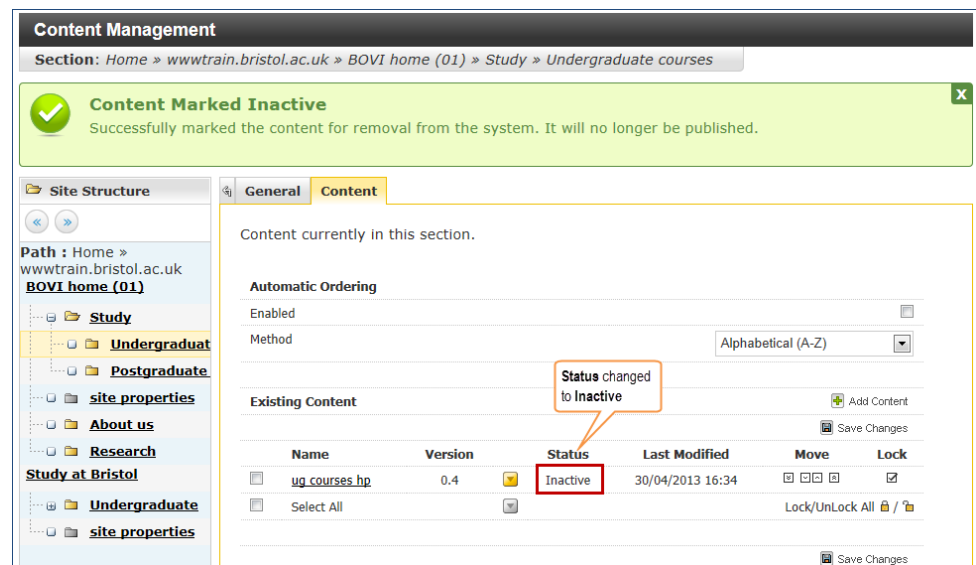 Content Management
Section: Home » wwwtrain.bristol.ac.uk » BOVI home (01) » Study » Undergraduate courses
Content Marked Inactive
X
Successfully marked the content for removal from the system. It will no longer be published.
Site Structure
«
»
Path : Home »
wwwtrain.bristol.ac.uk
BOVI home (01)
Study
Undergraduat
Postgraduate
site properties
About us
Research
Study at Bristol
Undergraduate
site properties
General Content
Content currently in this section.
Automatic Ordering
Enabled
Method Alphabetical (A-Z)
Status changed
to Inactive
Existing Content Add Content
Save Changes
Name Version Status Last Modified Move Lock
ug courses hp 0.4 Inactive 30/04/2013 16:34
Select All Lock/UnLock All /
Save Changes